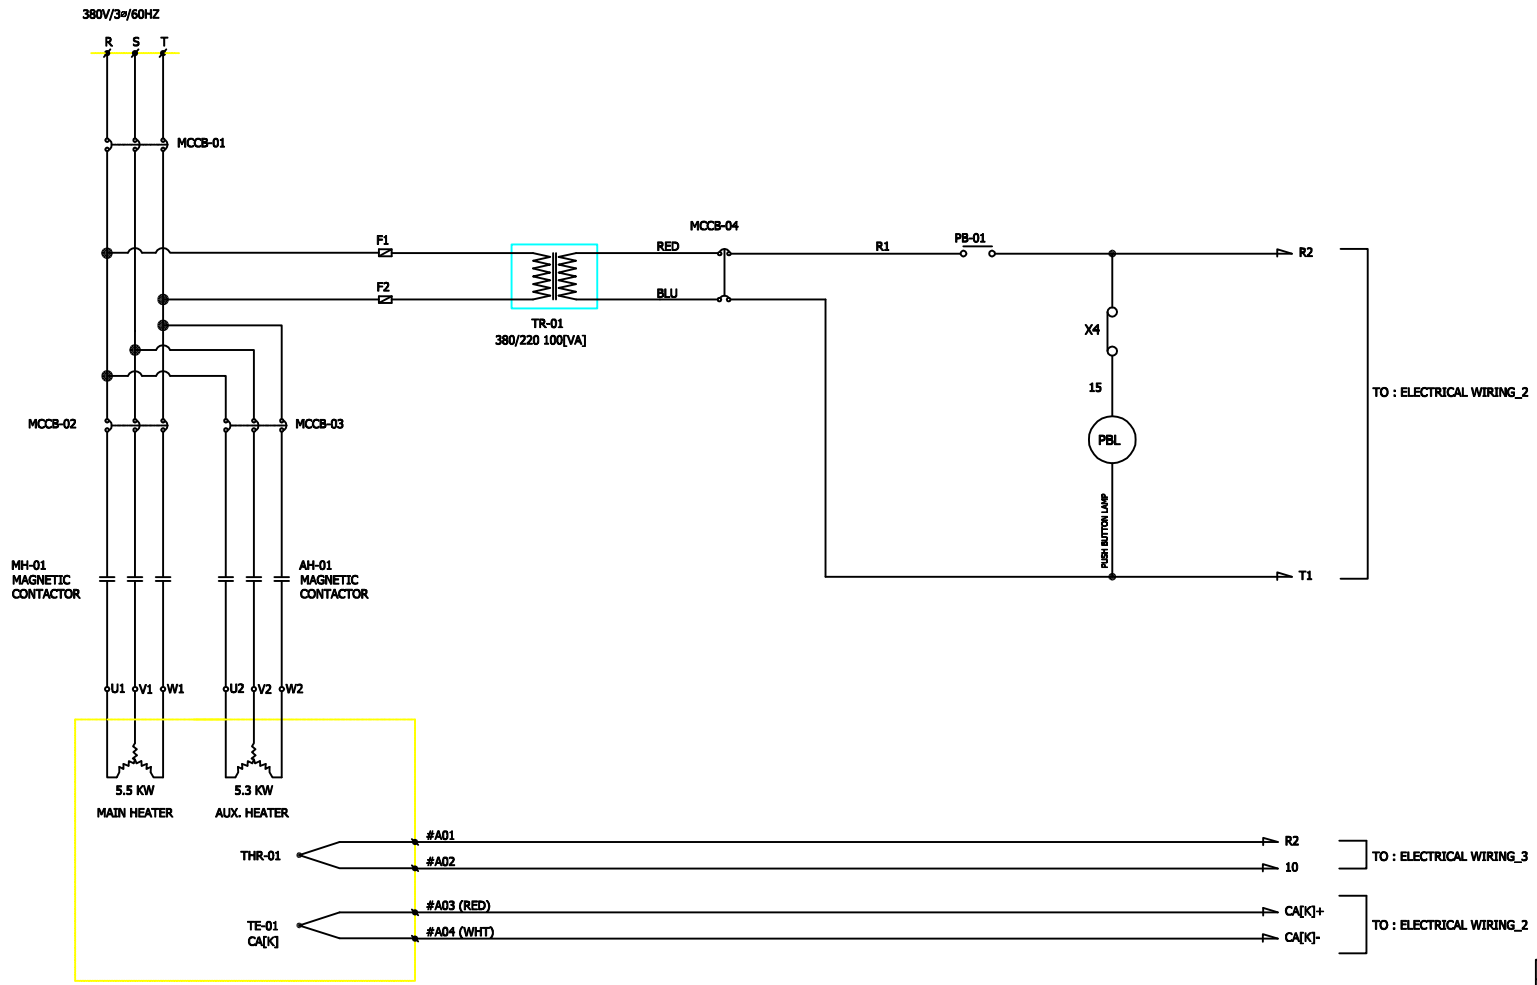 380V/3ø/60HZ
R S T
MCCB-01
MCCB-04
F1
RED
R1
PB-01
R2
F2
BLU
TR-01
380/220 100[VA]
X4
15
TO : ELECTRICAL WIRING_2
MCCB-02
MCCB-03
PBL
PUSH BUTTON LAMP
MH-01
MAGNETIC
CONTACTOR
AH-01
MAGNETIC
CONTACTOR
T1
U1 V1 W1 U2 V2 W2
5.5 KW
MAIN HEATER
5.3 KW
AUX. HEATER
THR-01
#A01
R2
#A02
10
TO : ELECTRICAL WIRING_3
TE-01
CA[K]
#A03 (RED)
CA[K]+
#A04 (WHT)
CA[K]-
TO : ELECTRICAL WIRING_2